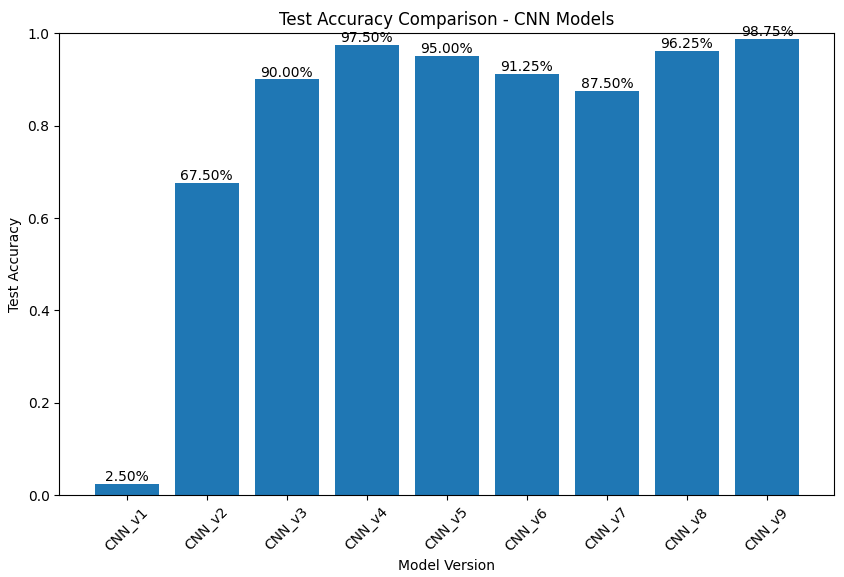 Test Accuracy Comparison - CNN Models
Test Accuracy
1.0
0.8
0.6
0.4
0.2
0.0
2.50%
67.50%
90.00%
97.50%
95.00%
91.25%
87.50%
96.25%
98.75%
CNN_v1
CNN_v2
CNN_v3
CNN_v4
CNN_v5
CNN_v6
CNN_v7
CNN_v8
CNN_v9
Model Version